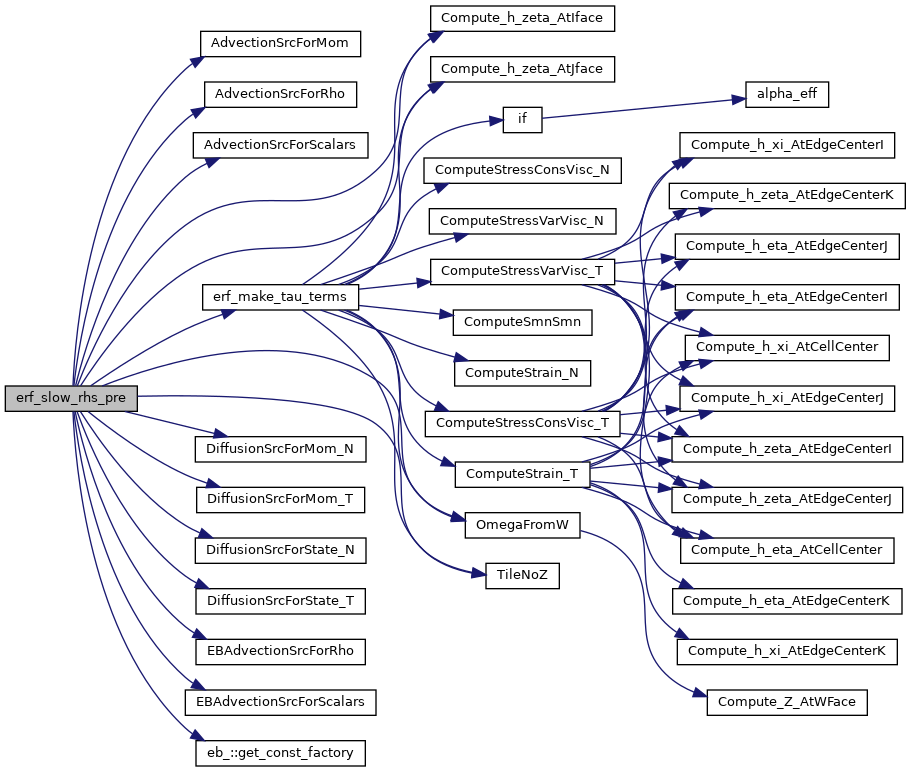 erf_slow_rhs_pre
AdvectionSrcForMom
AdvectionSrcForRho
AdvectionSrcForScalars
erf_make_tau_terms
DiffusionSrcForMom_N
DiffusionSrcForMom_T
DiffusionSrcForState_N
DiffusionSrcForState_T
EBAdvectionSrcForRho
EBAdvectionSrcForScalars
eb_::get_const_factory
Compute_h_zeta_AtIface
Compute_h_zeta_AtJface
if
ComputeStressConsVisc_N
ComputeStressVarVisc_N
ComputeStressVarVisc_T
ComputeSmnSmn
ComputeStrain_N
ComputeStressConsVisc_T
ComputeStrain_T
OmegaFromW
TileNoZ
alpha_eff
Compute_h_xi_AtEdgeCenterI
Compute_h_zeta_AtEdgeCenterK
Compute_h_eta_AtEdgeCenterJ
Compute_h_eta_AtEdgeCenterI
Compute_h_xi_AtCellCenter
Compute_h_xi_AtEdgeCenterJ
Compute_h_zeta_AtEdgeCenterI
Compute_h_zeta_AtEdgeCenterJ
Compute_h_eta_AtCellCenter
Compute_h_eta_AtEdgeCenterK
Compute_h_xi_AtEdgeCenterK
Compute_Z_AtWFace